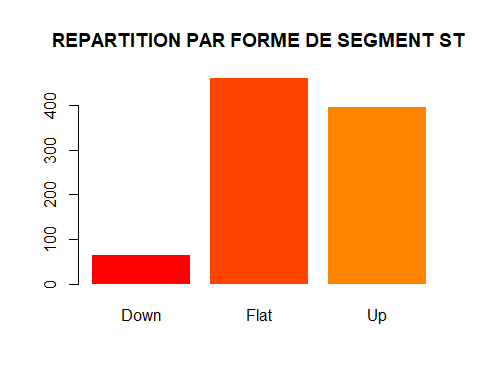 REPARTITION PAR FORME DE SEGMENT ST
400
300
200
100
0
Down Flat Up